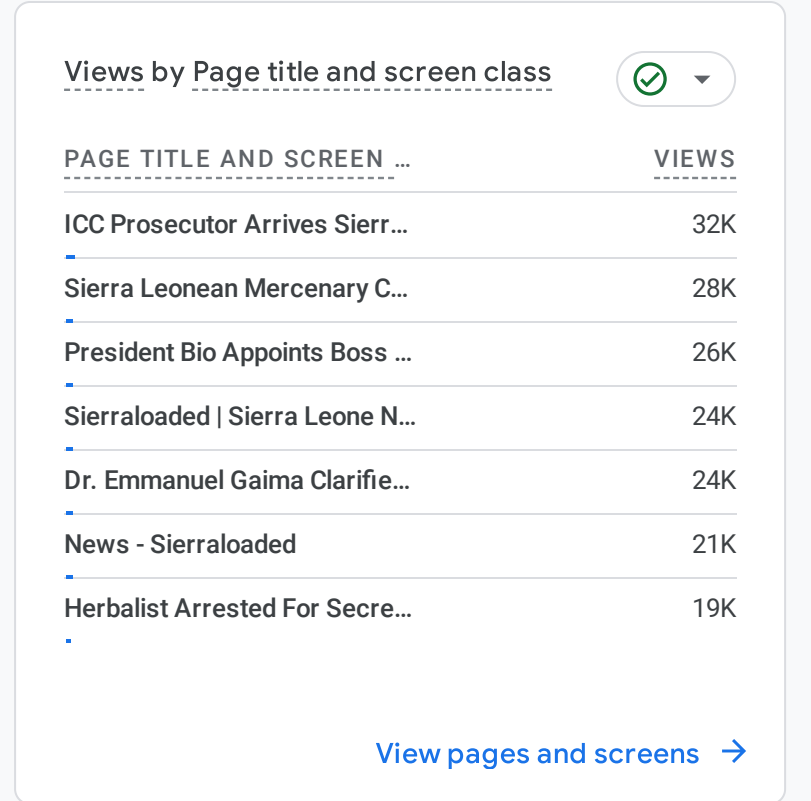 Views by Page title and screen class
PAGE TITLE AND SCREEN ... VIEWS
ICC Prosecutor Arrives Sierr... 32K
Sierra Leonean Mercenary C... 28K
President Bio Appoints Boss ... 26K
Sierraloaded | Sierra Leone N... 24K
Dr. Emmanuel Gaima Clarifie... 24K
News - Sierraloaded 21K
Herbalist Arrested For Secre... 19K
View pages and screens